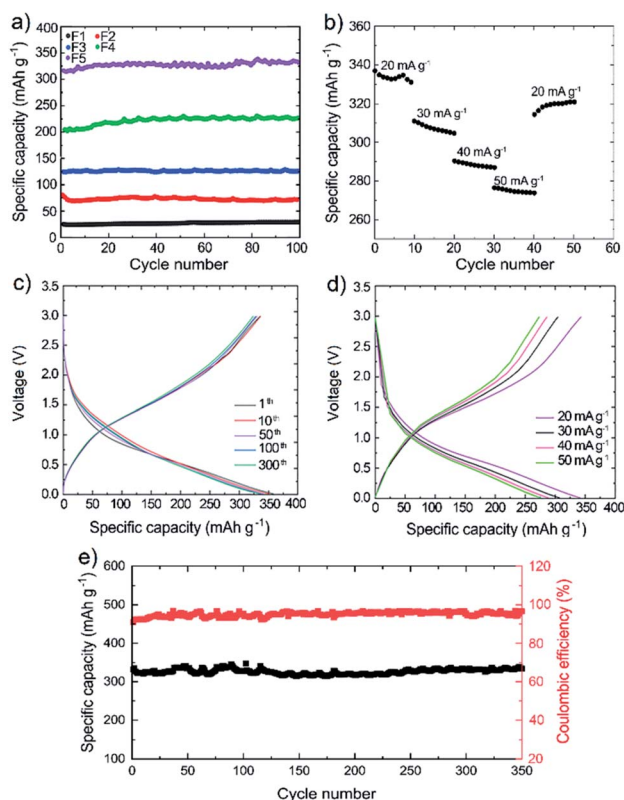 a)
F1 F2
F3 F4
F5
Specific capacity (mAh g⁻¹)
400
350
300
250
200
150
100
50
0
0 20 40 60 80 100
Cycle number
b)
Specific capacity (mAh g⁻¹)
360
340
320
300
280
260
20 mA g⁻¹
30 mA g⁻¹
40 mA g⁻¹
50 mA g⁻¹
20 mA g⁻¹
0 10 20 30 40 50 60
Cycle number
c)
Voltage (V)
3.5
3.0
2.5
2.0
1.5
1.0
0.5
0.0
1th
10th
50th
100th
300th
0 50 100 150 200 250 300 350 400
Specific capacity (mAh g⁻¹)
d)
Voltage (V)
3.5
3.0
2.5
2.0
1.5
1.0
0.5
0.0
20 mA g⁻¹
30 mA g⁻¹
40 mA g⁻¹
50 mA g⁻¹
0 50 100 150 200 250 300 350 400
Specific capacity (mAh g⁻¹)
e)
Specific capacity (mAh g⁻¹)
600
500
400
300
200
100
120
100
80
60
40
20
Coulombic efficiency (%)
0 50 100 150 200 250 300 350
Cycle number